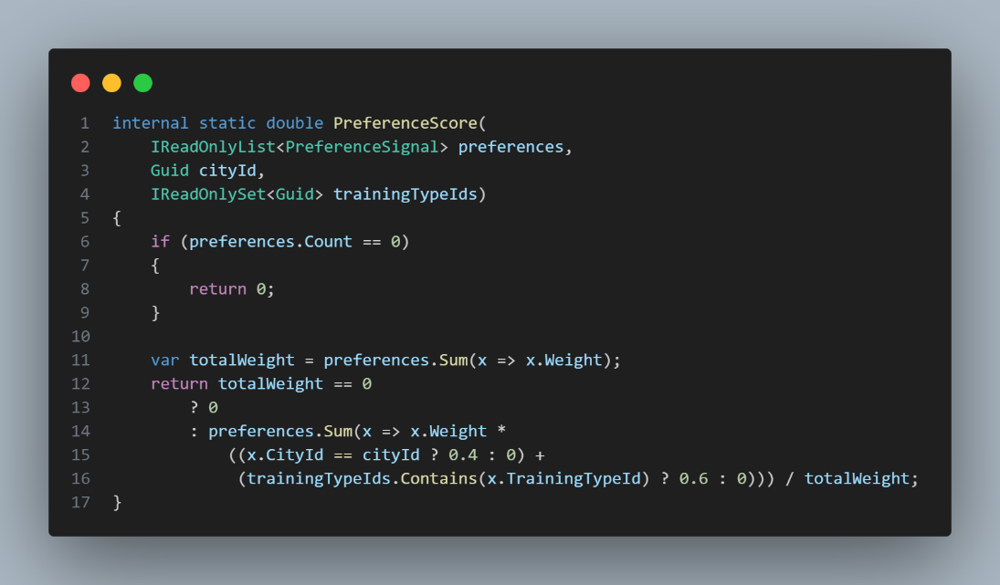 1 internal static double PreferenceScore(
2     IReadOnlyList<PreferenceSignal> preferences,
3     Guid cityId,
4     IReadOnlySet<Guid> trainingTypeIds)
5 {
6     if (preferences.Count == 0)
7     {
8         return 0;
9     }
10
11     var totalWeight = preferences.Sum(x => x.Weight);
12     return totalWeight == 0
13         ? 0
14         : preferences.Sum(x => x.Weight *
15             ((x.CityId == cityId ? 0.4 : 0) +
16              (trainingTypeIds.Contains(x.TrainingTypeId) ? 0.6 : 0))) / totalWeight;
17 }